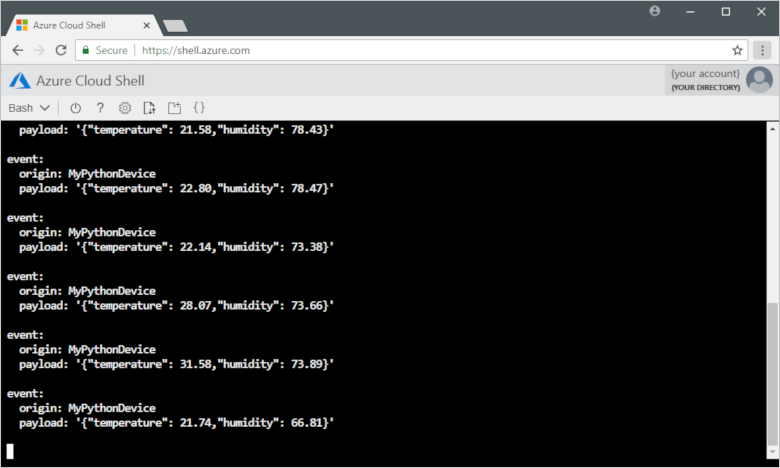 Azure Cloud Shell
Secure https://shell.azure.com
Azure Cloud Shell
{your account}
{YOUR DIRECTORY}
Bash ? { }
payload: '{"temperature": 21.58,"humidity": 78.43}'
event:
origin: MyPythonDevice
payload: '{"temperature": 22.80,"humidity": 78.47}'
event:
origin: MyPythonDevice
payload: '{"temperature": 22.14,"humidity": 73.38}'
event:
origin: MyPythonDevice
payload: '{"temperature": 28.07,"humidity": 73.66}'
event:
origin: MyPythonDevice
payload: '{"temperature": 31.58,"humidity": 73.89}'
event:
origin: MyPythonDevice
payload: '{"temperature": 21.74,"humidity": 66.81}'